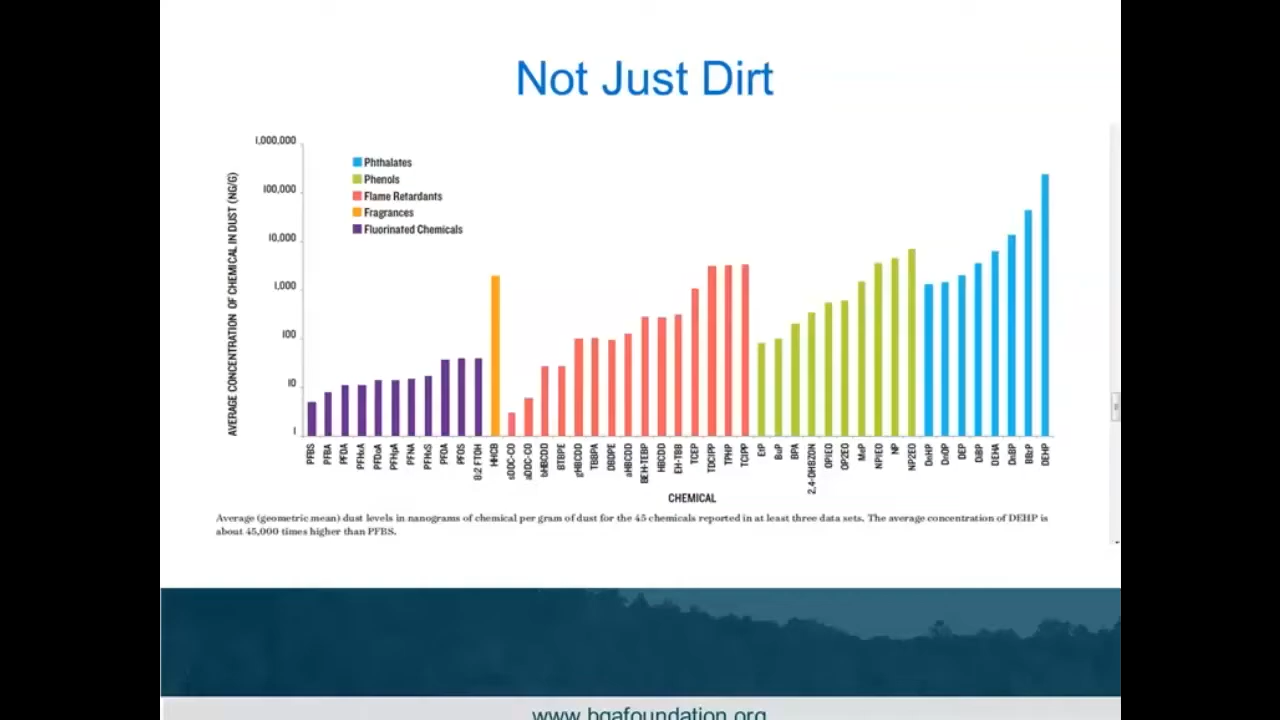 Not Just Dirt
1,000,000
100,000
10,000
1,000
100
10
1
AVERAGE CONCENTRATION OF CHEMICAL IN DUST (NG/G)
Phthalates
Phenols
Flame Retardants
Fragrances
Fluorinated Chemicals
PFBS
PFBA
PFDA
PFHxA
PFDoA
PFHpA
PFNA
PFHxS
PFOA
PFOS
8:2 FTOH
HHCB
sDDC-CO
aDDC-CO
bHBCDD
BTBPE
gHBCDD
TBBPA
DBDPE
aHBCDD
BEH-TEBP
HBCDD
EH-TBB
TCEP
TDCIPP
TPHP
TCIPP
EtP
BuP
BPA
2,4-DHBZON
OP1EO
OP2EO
MeP
NP1EO
NP
NP2EO
DnHP
DnOP
DEP
DiBP
DEHA
DnBP
BBzP
DEHP
CHEMICAL
Average (geometric mean) dust levels in nanograms of chemical per gram of dust for the 45 chemicals reported in at least three data sets. The average concentration of DEHP is
about 45,000 times higher than PFBS.
www.bgafoundation.org